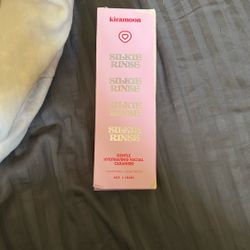 kiramoon
SILKIE
RINSE
SILKIE
RINSE
SILKIE
RINSE
SILKIE
RINSE
GENTLE
HYDRATING FACIAL
CLEANSER